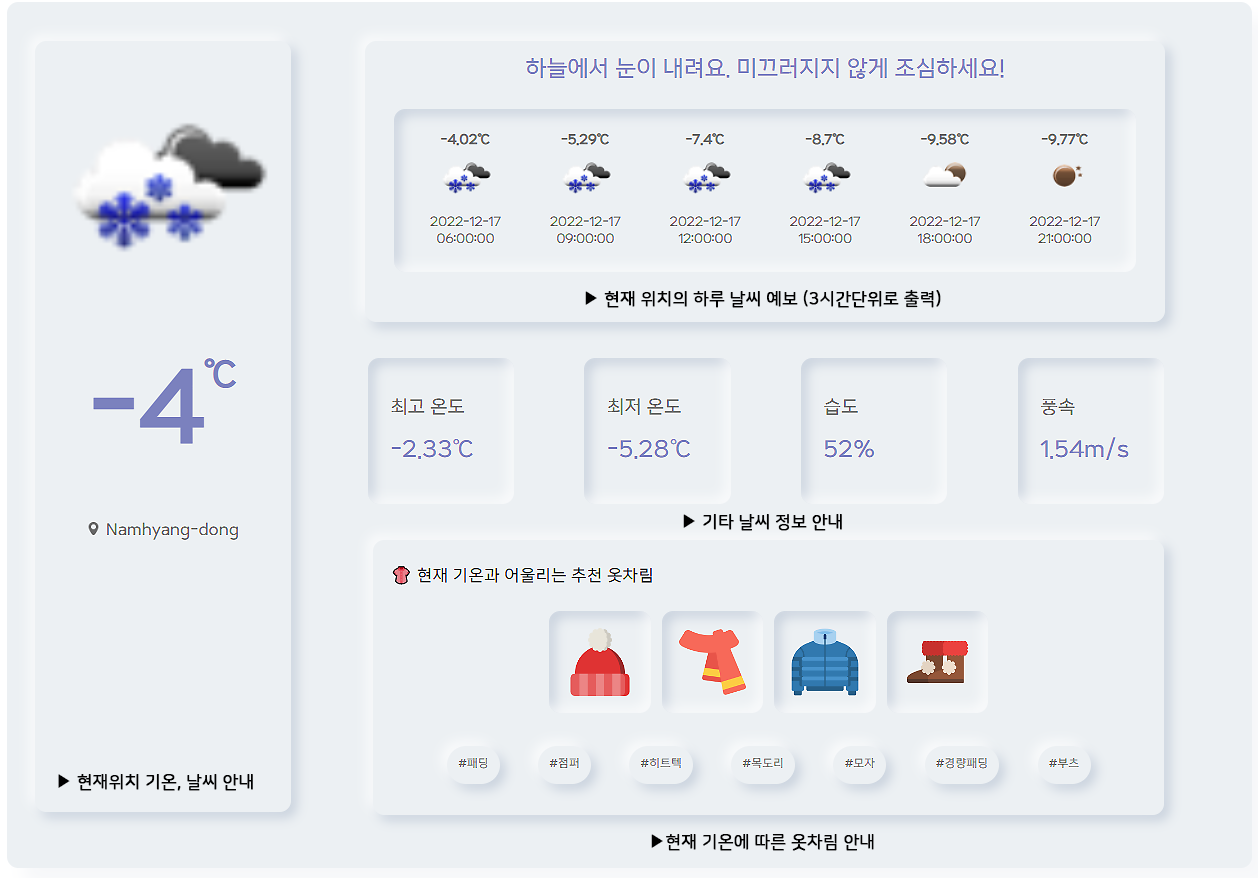 -4℃
Namhyang-dong
▶ 현재위치 기온, 날씨 안내
하늘에서 눈이 내려요. 미끄러지지 않게 조심하세요!
-4.02℃ -5.29℃ -7.4℃ -8.7℃ -9.58℃ -9.77℃
2022-12-17 2022-12-17 2022-12-17 2022-12-17 2022-12-17 2022-12-17
06:00:00 09:00:00 12:00:00 15:00:00 18:00:00 21:00:00
▶ 현재 위치의 하루 날씨 예보 (3시간단위로 출력)
최고 온도 최저 온도 습도 풍속
-2.33℃ -5.28℃ 52% 1.54m/s
▶ 기타 날씨 정보 안내
현재 기온과 어울리는 추천 옷차림
#패딩 #점퍼 #히트텍 #목도리 #모자 #경량패딩 #부츠
▶현재 기온에 따른 옷차림 안내